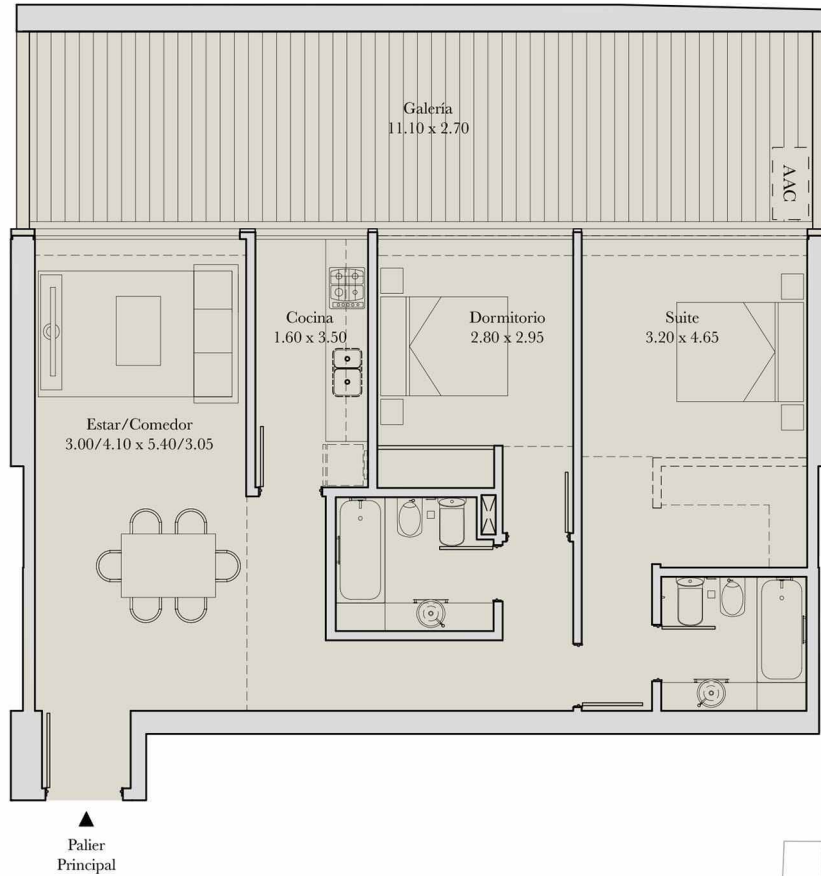 Galería
11.10 x 2.70
AAC
Cocina
1.60 x 3.50
Dormitorio
2.80 x 2.95
Suite
3.20 x 4.65
Estar/Comedor
3.00/4.10 x 5.40/3.05
Palier
Principal